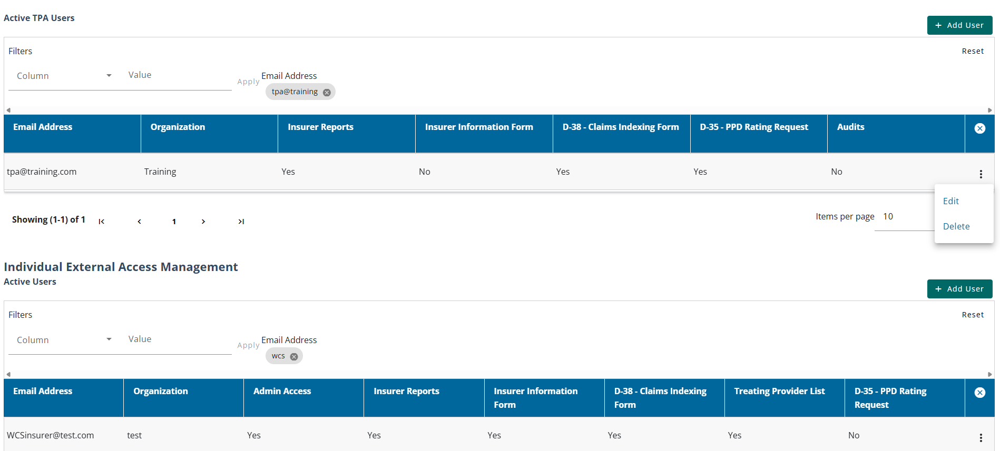 Active TPA Users
+ Add User
Filters
Reset
Column
Value
Apply
Email Address
tpa@training
Email Address
Organization
Insurer Reports
Insurer Information Form
D-38 - Claims Indexing Form
D-35 - PPD Rating Request
Audits
tpa@training.com
Training
Yes
No
Yes
Yes
No
Edit
Delete
Showing (1-1) of 1
1
Items per page
10
Individual External Access Management
Active Users
+ Add User
Filters
Reset
Column
Value
Apply
Email Address
wcs
Email Address
Organization
Admin Access
Insurer Reports
Insurer Information
Form
D-38 - Claims Indexing
Form
Treating Provider List
D-35 - PPD Rating
Request
WCSinsurer@test.com
test
Yes
Yes
Yes
Yes
Yes
No